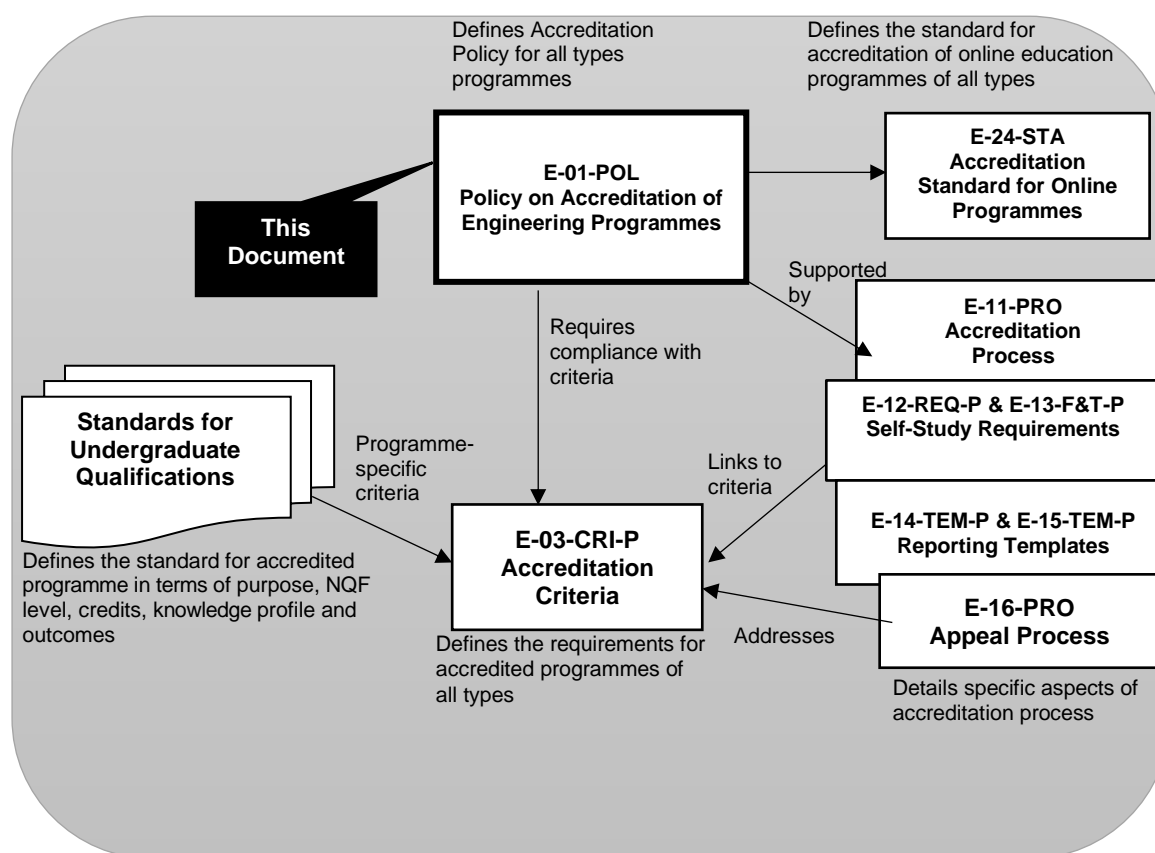 Defines Accreditation
Policy for all types
programmes
Defines the standard for
accreditation of online education
programmes of all types
E-01-POL
Policy on Accreditation of
Engineering Programmes
E-24-STA
Accreditation
Standard for Online
Programmes
This
Document
Supported
by
E-11-PRO
Accreditation
Process
Requires
compliance with
criteria
Standards for
Undergraduate
Qualifications
Programme-
specific
criteria
E-12-REQ-P & E-13-F&T-P
Self-Study Requirements
Links to
criteria
E-14-TEM-P & E-15-TEM-P
Reporting Templates
E-03-CRI-P
Accreditation
Criteria
Defines the standard for accredited
programme in terms of purpose, NQF
level, credits, knowledge profile and
outcomes
E-16-PRO
Appeal Process
Addresses
Defines the requirements for
accredited programmes of
all types
Details specific aspects of
accreditation process